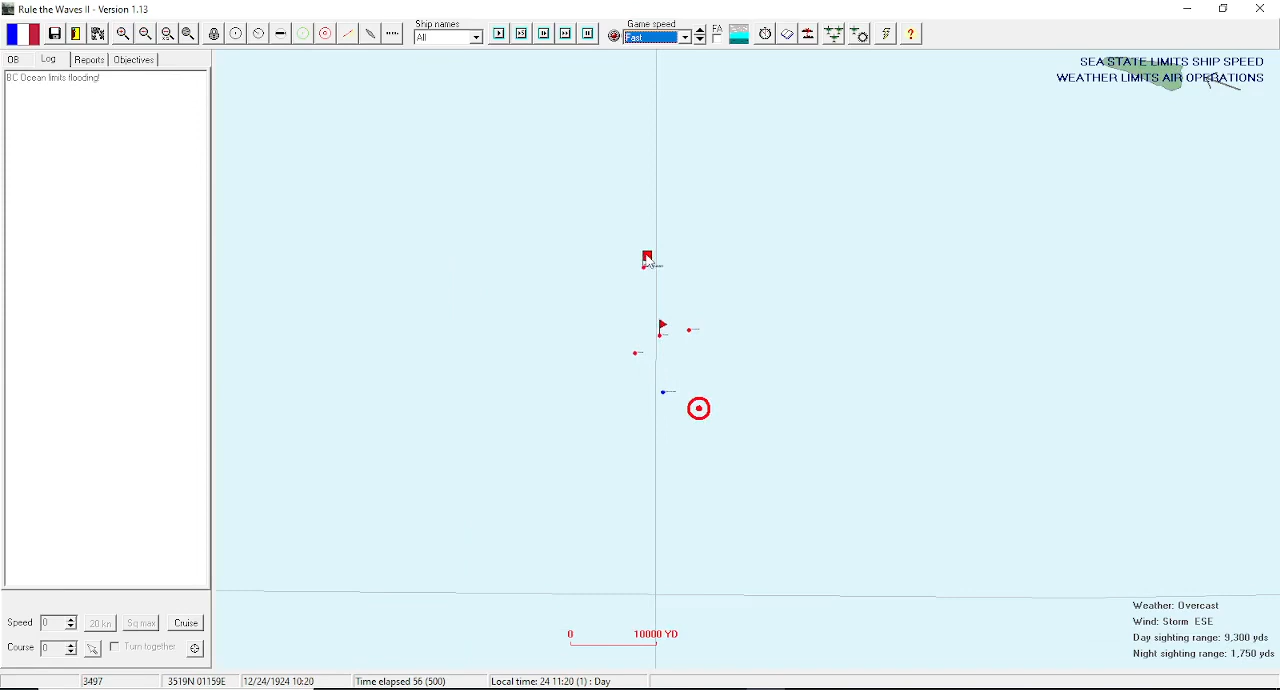 Rule the Waves II - Version 1.13
Ship names
All
Game speed
Fast
FA
OB
Log
Reports
Objectives
BC Ocean limits flooding!
SEA STATE LIMITS SHIP SPEED
WEATHER LIMITS AIR OPERATIONS
0
10000 YD
Weather: Overcast
Wind: Storm ESE
Day sighting range: 9,300 yds
Night sighting range: 1,750 yds
Speed
0
20 kn
Sq max
Cruise
Course
0
Turn together
3497
3519N 01159E
12/24/1924 10:20
Time elapsed 56 (500)
Local time: 24 11:20 (1) : Day